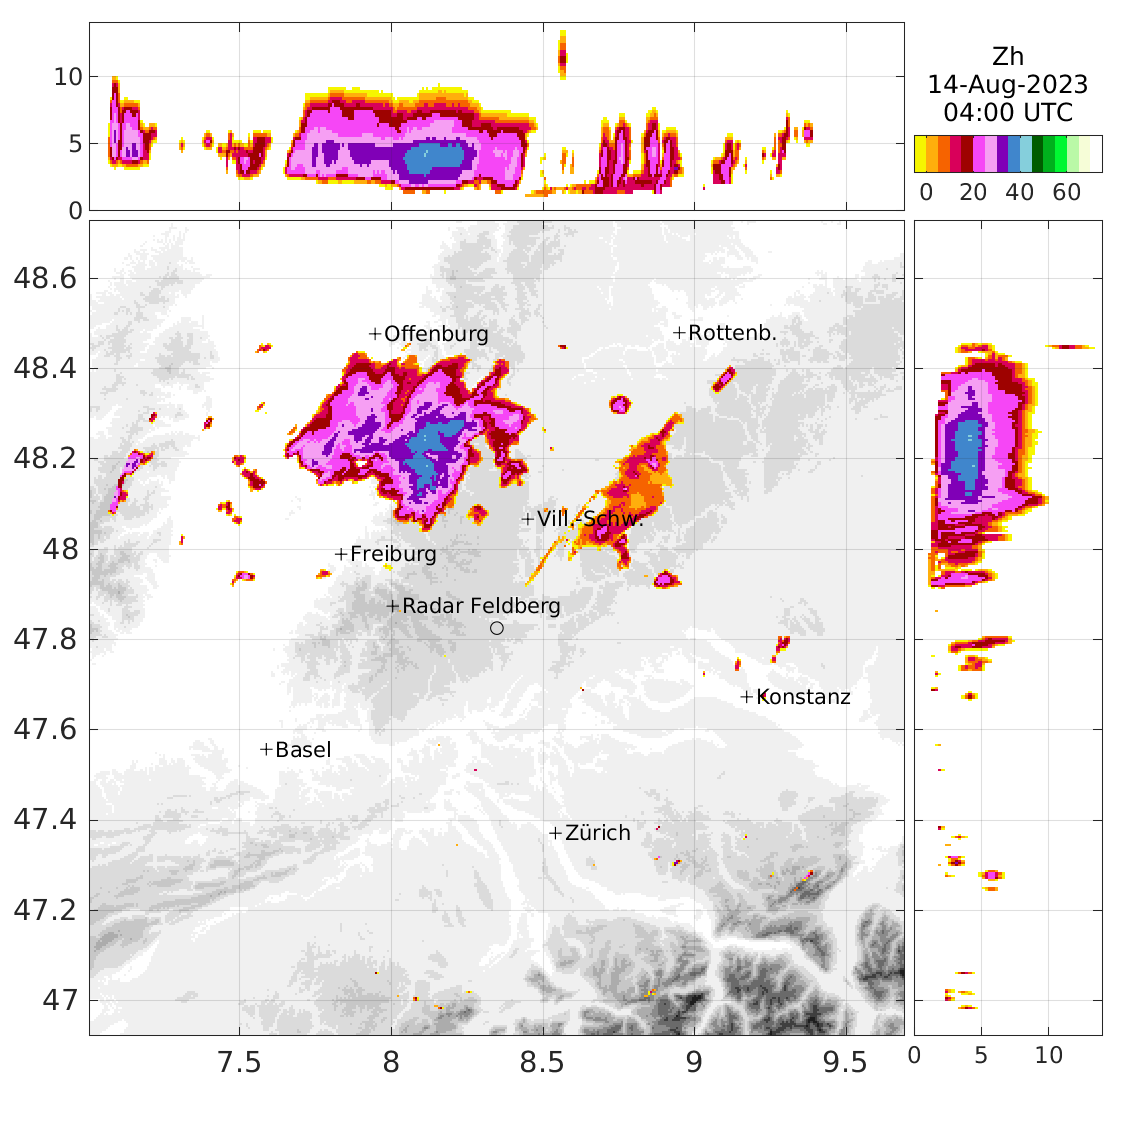 Zh
14-Aug-2023
04:00 UTC
0 20 40 60
10
5
0
48.6
48.4
48.2
48
47.8
47.6
47.4
47.2
47
Offenburg
Rottenb.
Vill.-Schw.
Freiburg
Radar Feldberg
Konstanz
Basel
Zürich
7.5 8 8.5 9 9.5
0 5 10